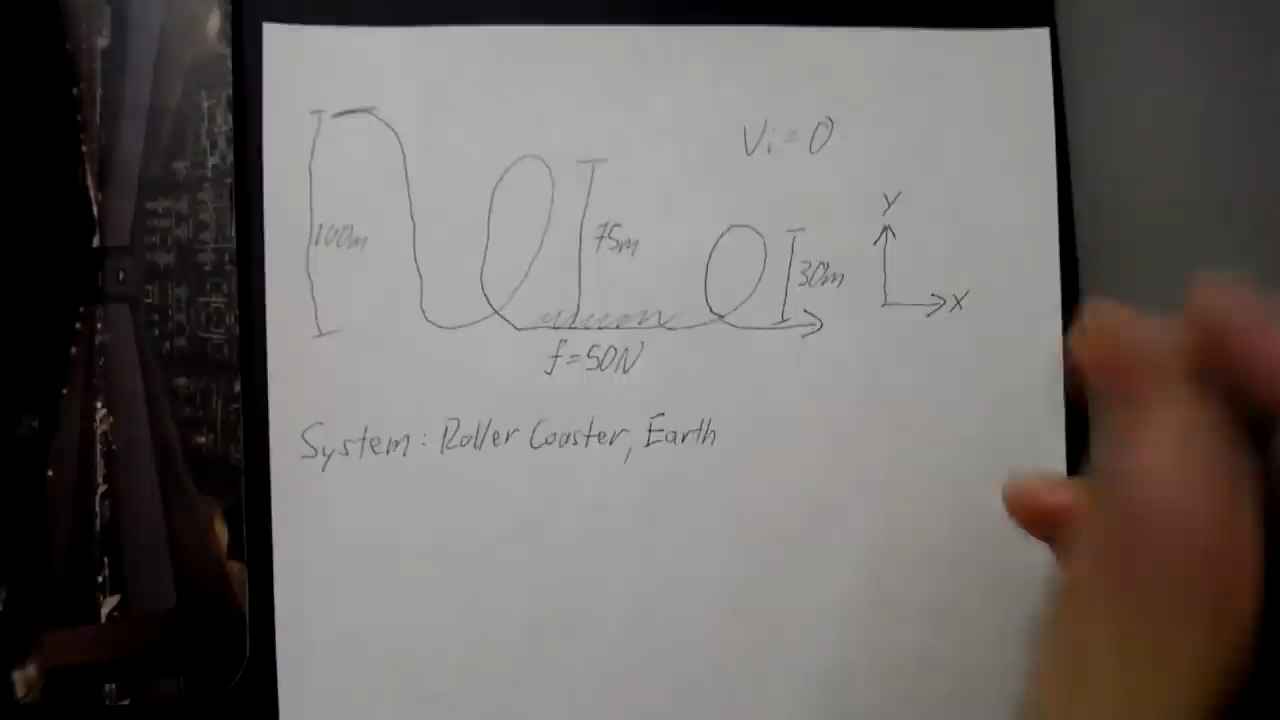 Vi = 0
Y
100m
75m
30m
X
f = 50N
System: Roller Coaster, Earth